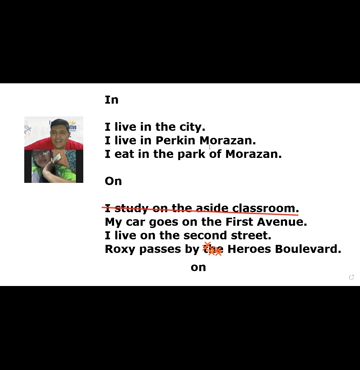 In
I live in the city.
I live in Perkin Morazan.
I eat in the park of Morazan.
On
I study on the aside classroom.
My car goes on the First Avenue.
I live on the second street.
Roxy passes by the Heroes Boulevard.
on